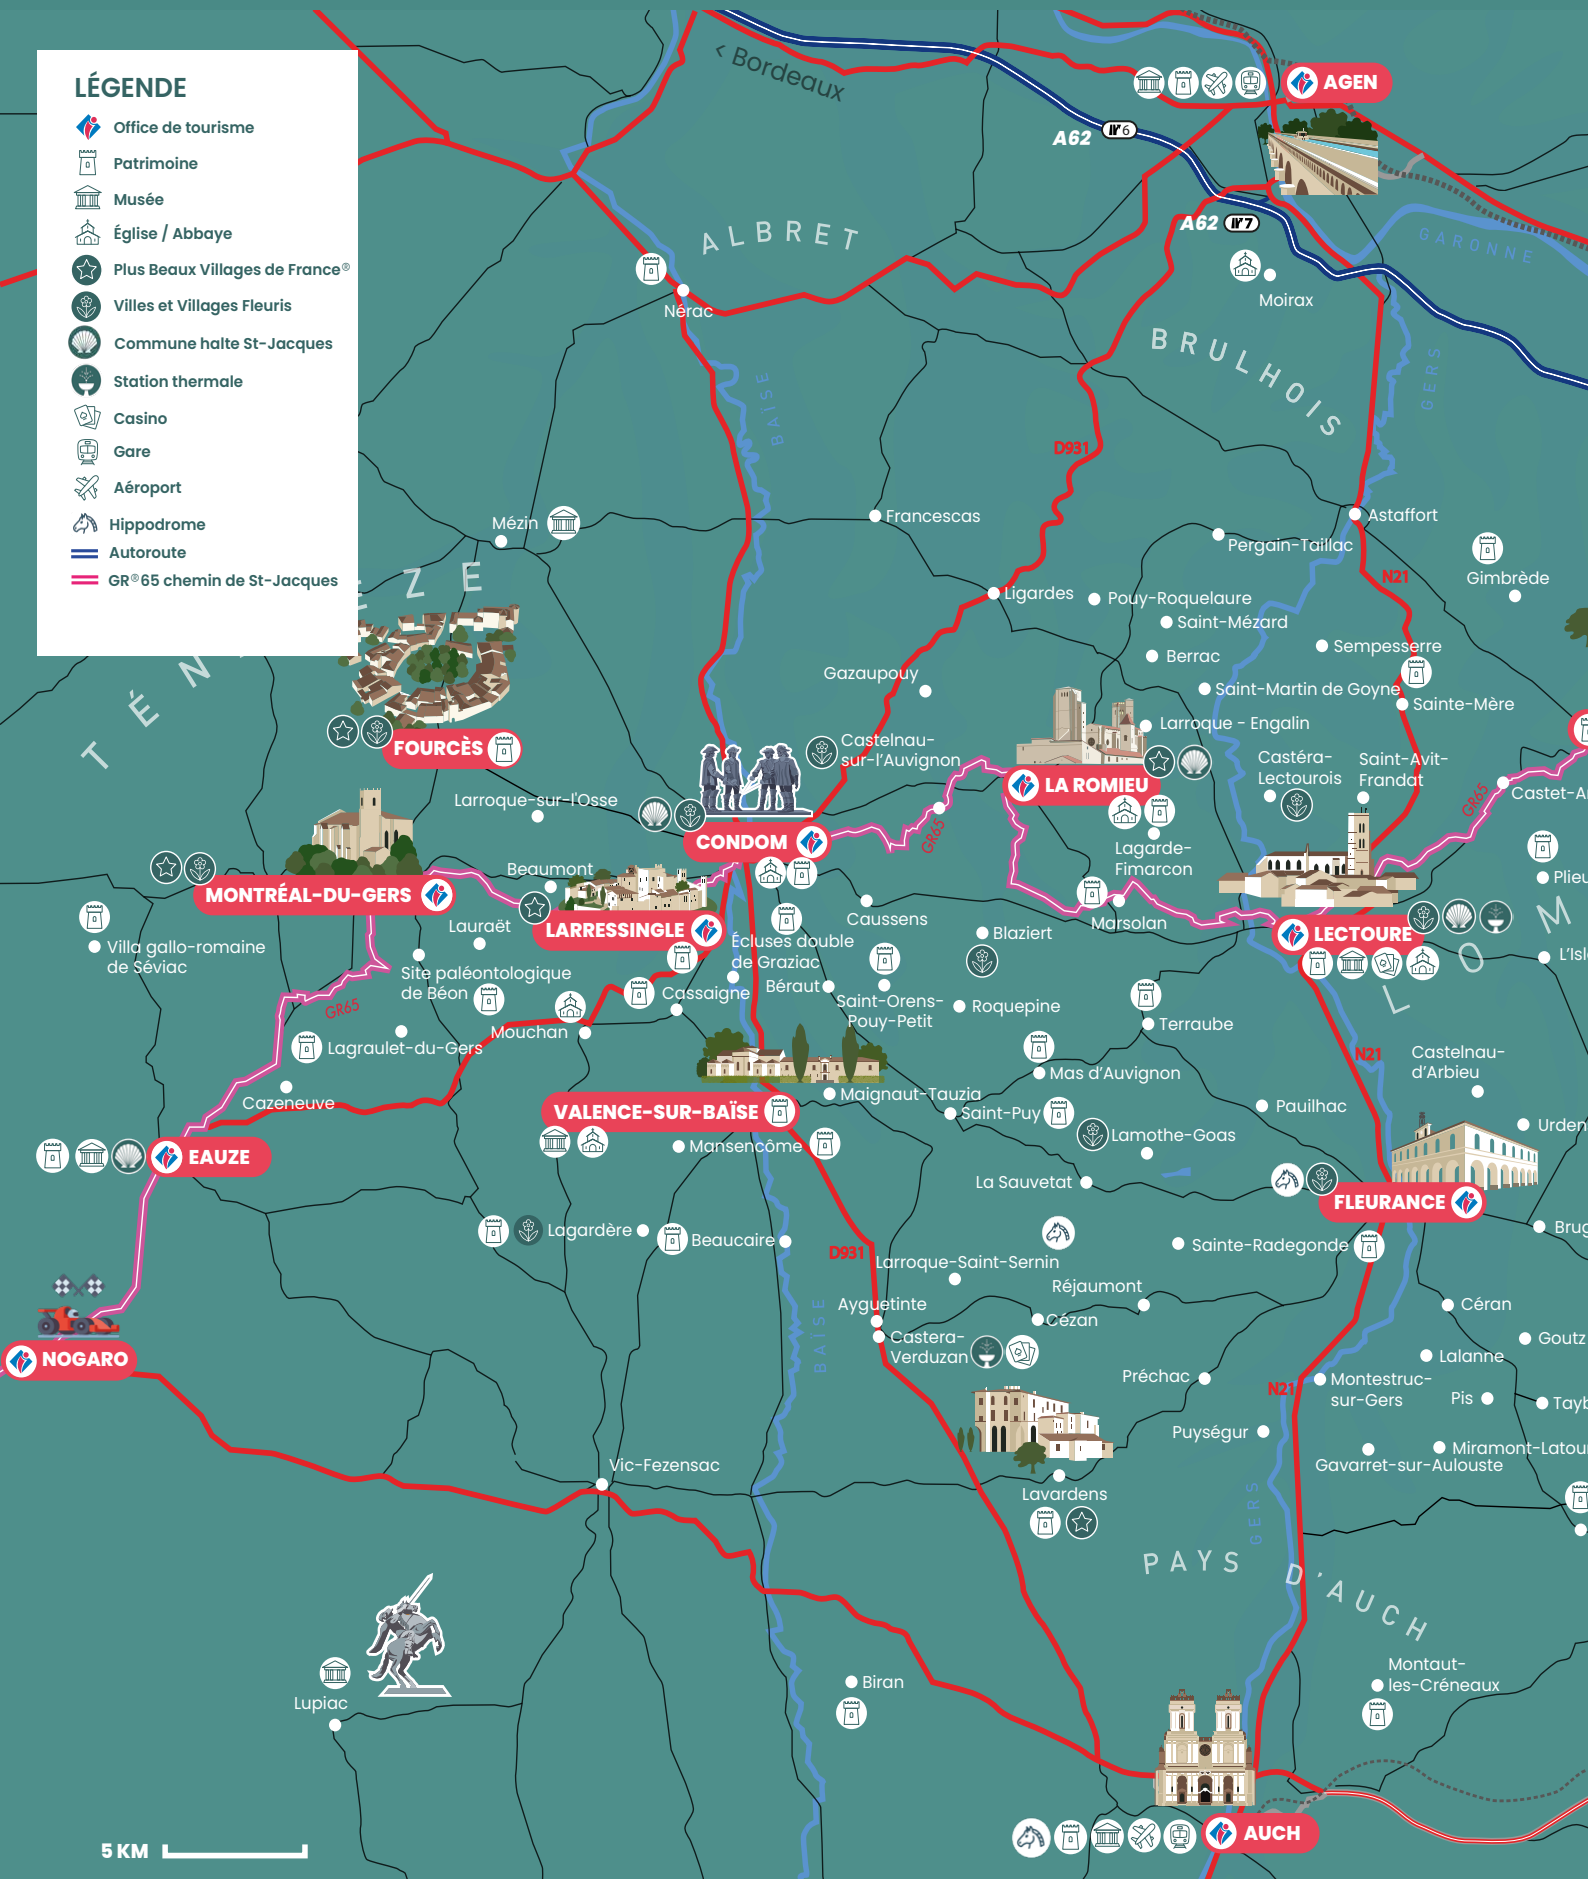 LÉGENDE
Office de tourisme
Patrimoine
Musée
Église / Abbaye
Plus Beaux Villages de France®
Villes et Villages Fleuris
Commune halte St-Jacques
Station thermale
Casino
Gare
Aéroport
Hippodrome
Autoroute
GR®65 chemin de St-Jacques
< Bordeaux
AGEN
A62
6
A62
7
ALBRET
GARONNE
Moirax
Nérac
BRULHOIS
GERS
BAÏSE
D931
Francescas
Astaffort
Mézin
Pergain-Taillac
N21
Gimbrède
TÉN
EZE
Ligardes
Pouy-Roquelaure
Saint-Mézard
Sempesserre
Berrac
Gazaupouy
Saint-Martin de Goyne
Sainte-Mère
Larroque - Engalin
FOURCÈS
Castelnau-
sur-l'Auvignon
Castéra-
Lectourois
Saint-Avit-
Frandat
LA ROMIEU
Larroque-sur-l'Osse
GR65
Castet-Ar
CONDOM
GR65
Lagarde-
Fimarcon
Beaumont
Plieu
MONTRÉAL-DU-GERS
Caussens
Marsolan
Lauraët
LARRESSINGLE
Blaziert
LECTOURE
LOM
Villa gallo-romaine
de Séviac
Écluses double
de Graziac
L'Isl
Site paléontologique
de Béon
Béraut
Cassaigne
Saint-Orens-
Pouy-Petit
Roquepine
GR65
Mouchan
Terraube
Lagraulet-du-Gers
N21
Castelnau-
d'Arbieu
Mas d'Auvignon
Cazeneuve
Maignaut-Tauzia
VALENCE-SUR-BAÏSE
Saint-Puy
Pauilhac
Urden
Lamothe-Goas
Mansencôme
EAUZE
La Sauvetat
FLEURANCE
Lagardère
Beaucaire
Brug
D931
Sainte-Radegonde
Larroque-Saint-Sernin
Réjaumont
Ayguetinte
Céran
BAÏSE
Cézan
Castera-
Verduzan
Goutz
NOGARO
Lalanne
Préchac
N21
Montestruc-
sur-Gers
Pis
Tayb
Puységur
Miramont-Latour
Gavarret-sur-Aulouste
Vic-Fezensac
Lavardens
GERS
PAYS D'AUCH
Montaut-
les-Créneaux
Biran
Lupiac
AUCH
5 KM